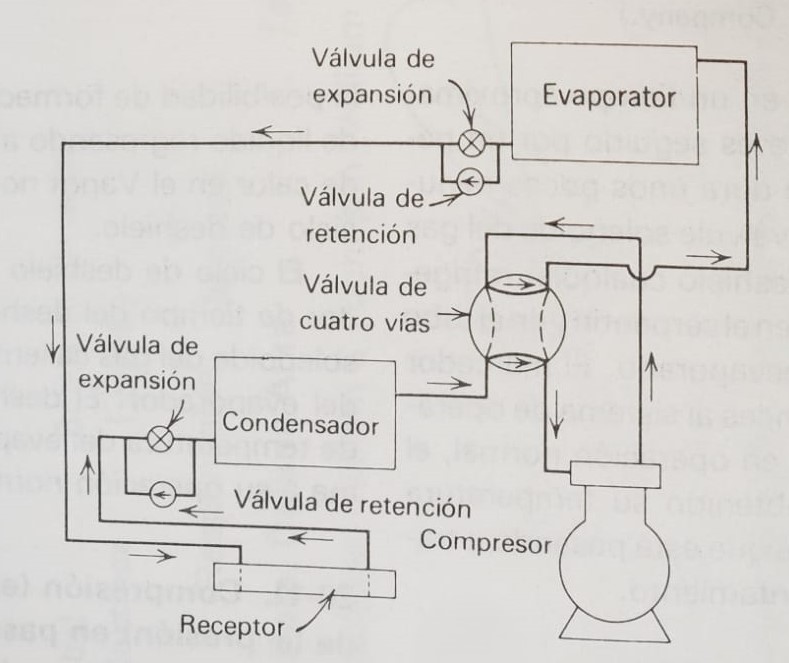 Válvula de
expansión
Evaporator
Válvula de
retención
Válvula de
cuatro vías
Válvula de
expansión
Condensador
Válvula de retención
Compresor
Receptor